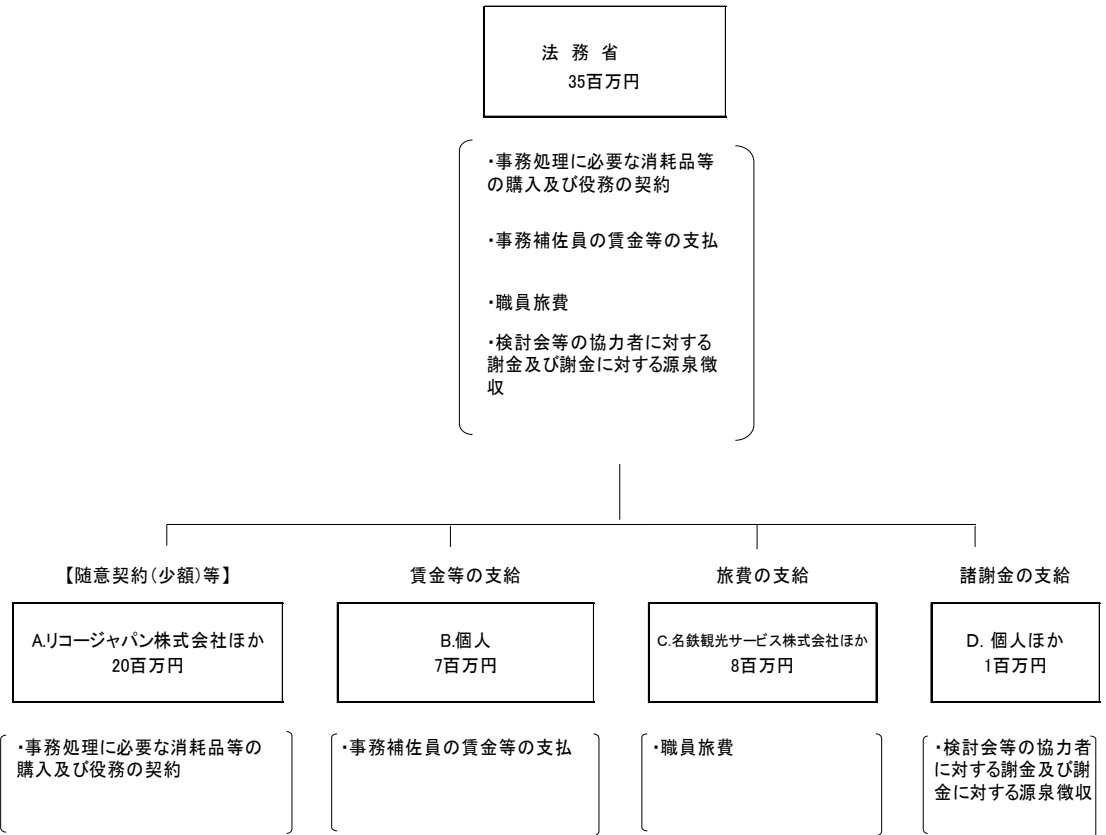 法 務 省
35百万円
・事務処理に必要な消耗品等
の購入及び役務の契約
・事務補佐員の賃金等の支払
・職員旅費
・検討会等の協力者に対する
謝金及び謝金に対する源泉徴
収
【随意契約(少額)等】
賃金等の支給
旅費の支給
諸謝金の支給
A.リコージャパン株式会社ほか
20百万円
B.個人
7百万円
C.名鉄観光サービス株式会社ほか
8百万円
D. 個人ほか
1百万円
・事務処理に必要な消耗品等の
購入及び役務の契約
・事務補佐員の賃金等の支払
・職員旅費
・検討会等の協力者
に対する謝金及び謝
金に対する源泉徴収